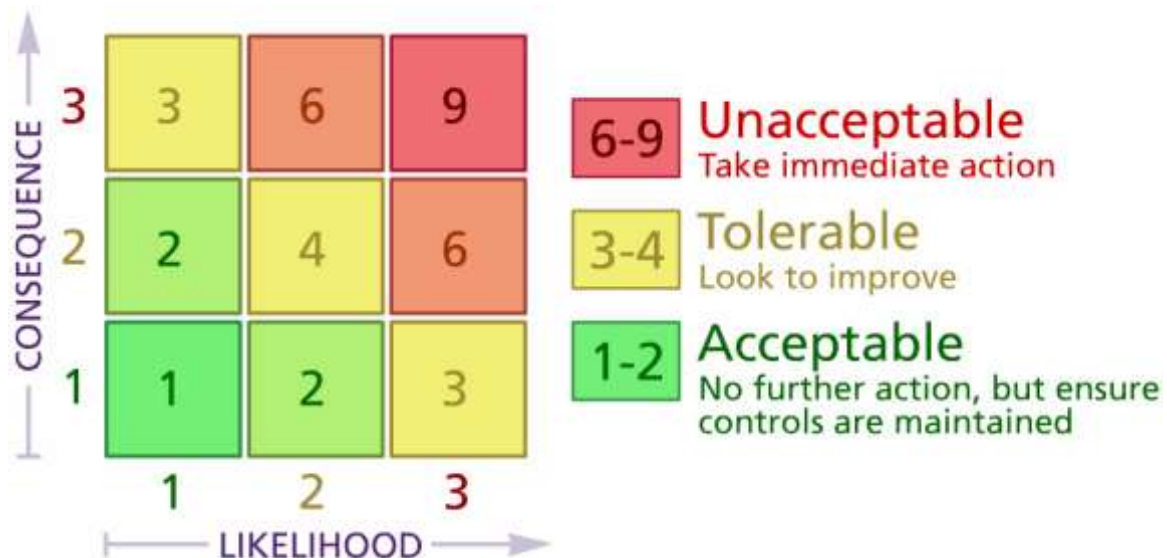 CONSEQUENCE
3
3 6 9
2
2 4 6
1
1 2 3
1 2 3
LIKELIHOOD
6-9
Unacceptable
Take immediate action
3-4
Tolerable
Look to improve
1-2
Acceptable
No further action, but ensure
controls are maintained